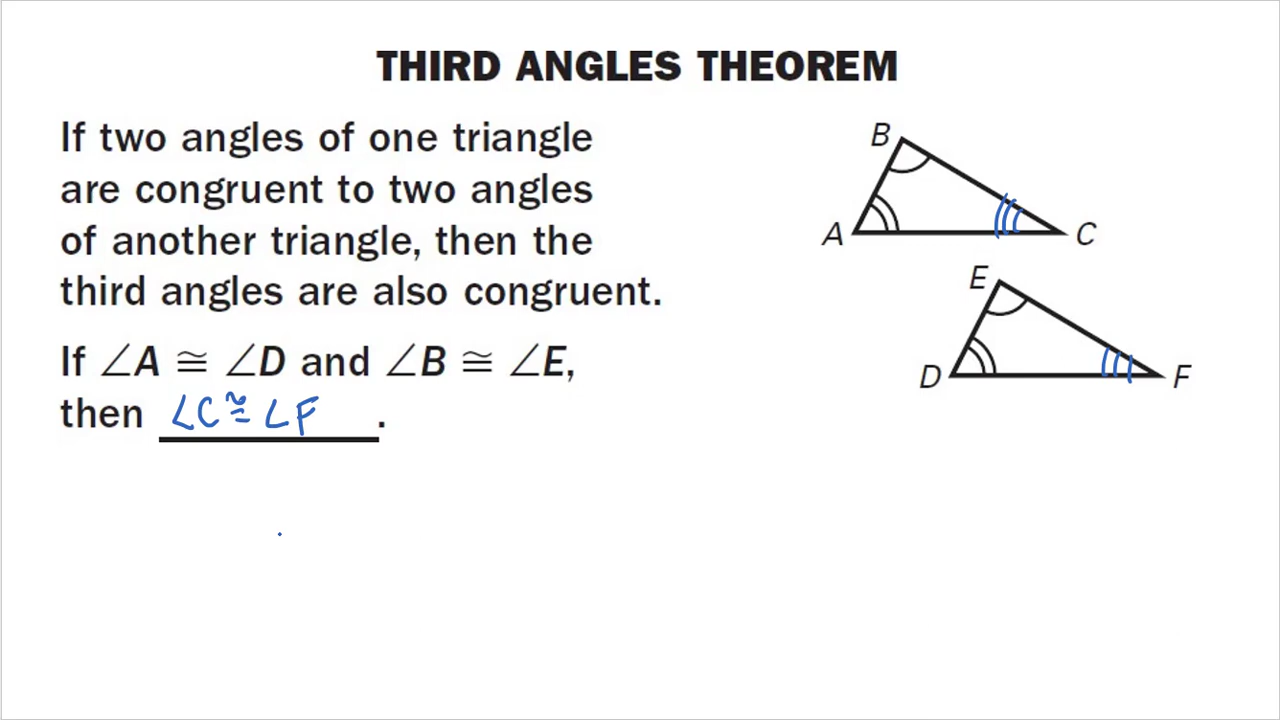 THIRD ANGLES THEOREM
If two angles of one triangle
are congruent to two angles
of another triangle, then the
third angles are also congruent.
If ∠A ≅ ∠D and ∠B ≅ ∠E,
then ∠C ≅ ∠F.
B
A
C
E
D
F